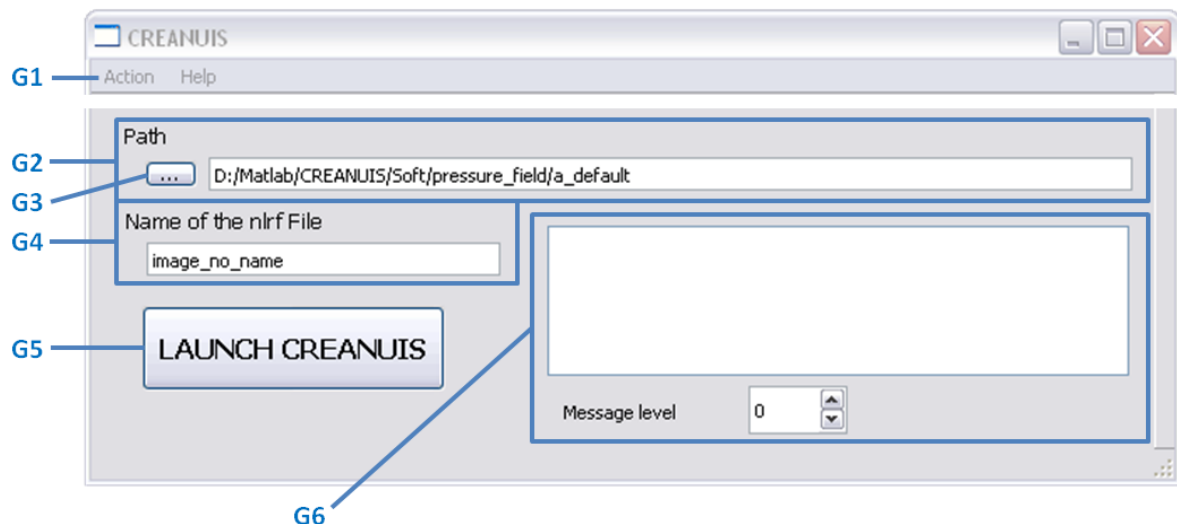 CREANUIS
G1 Action Help
Path
G2
... D:/Matlab/CREANUIS/Soft/pressure_field/a_default
G3
Name of the nlrf File
G4
image_no_name
G5 LAUNCH CREANUIS
Message level 0
G6